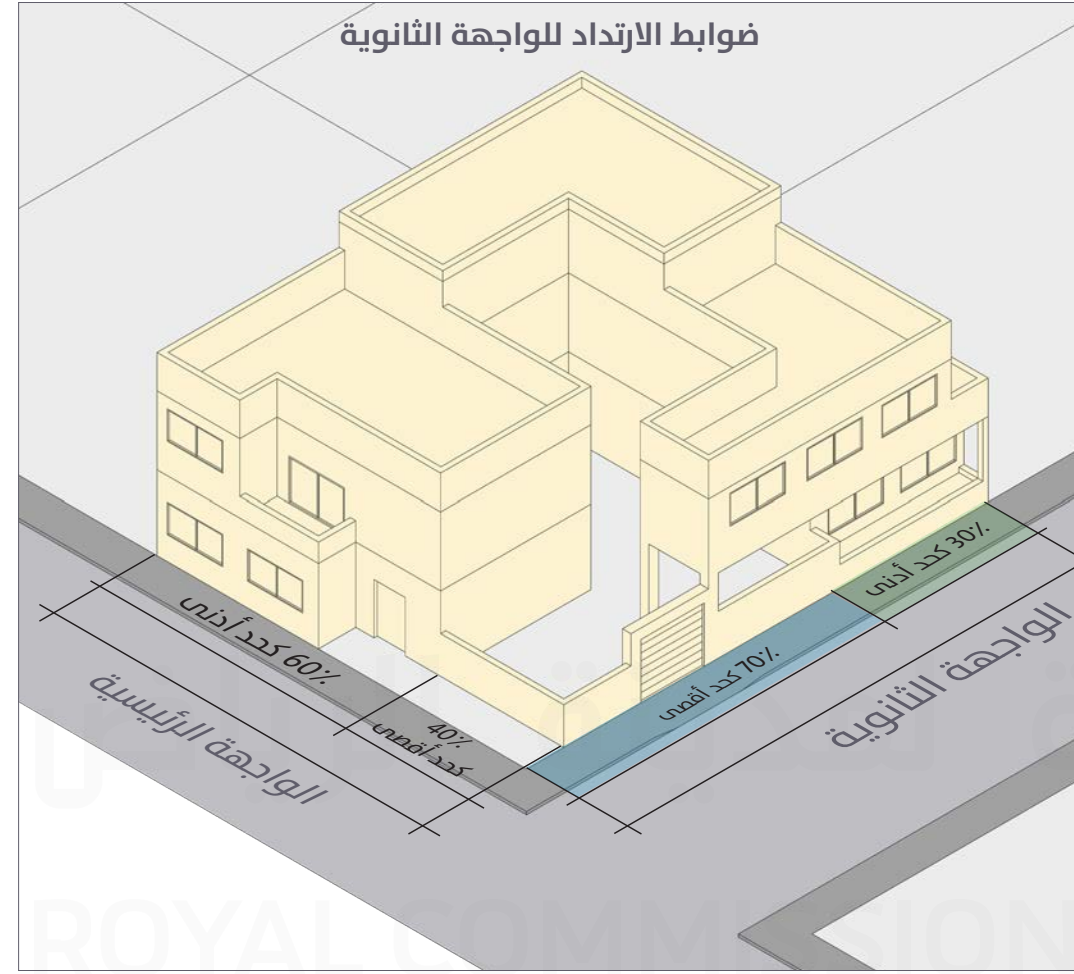 ضوابط الارتداد للواجهة الثانوية
30٪ كحد أدنى
الواجهة الثانوية
70٪ كحد أقصى
60٪ كحد أدنى
40٪
كحد أقصى
الواجهة الرئيسية
ROYAL COMMISSION